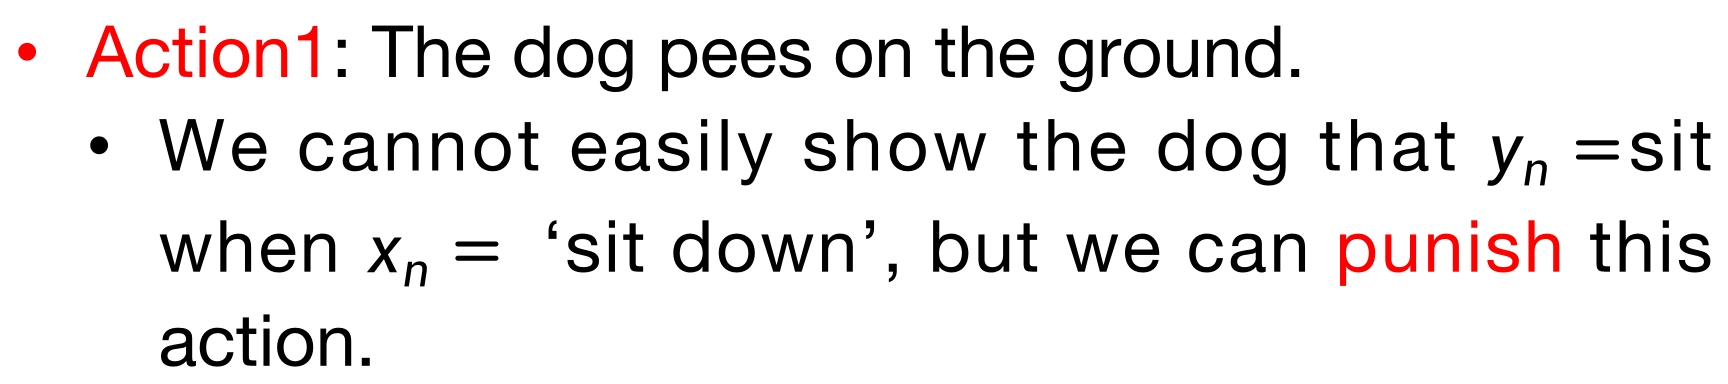 • Action1: The dog pees on the ground.
• We cannot easily show the dog that yₙ =sit
when xₙ = ‘sit down’, but we can punish this
action.